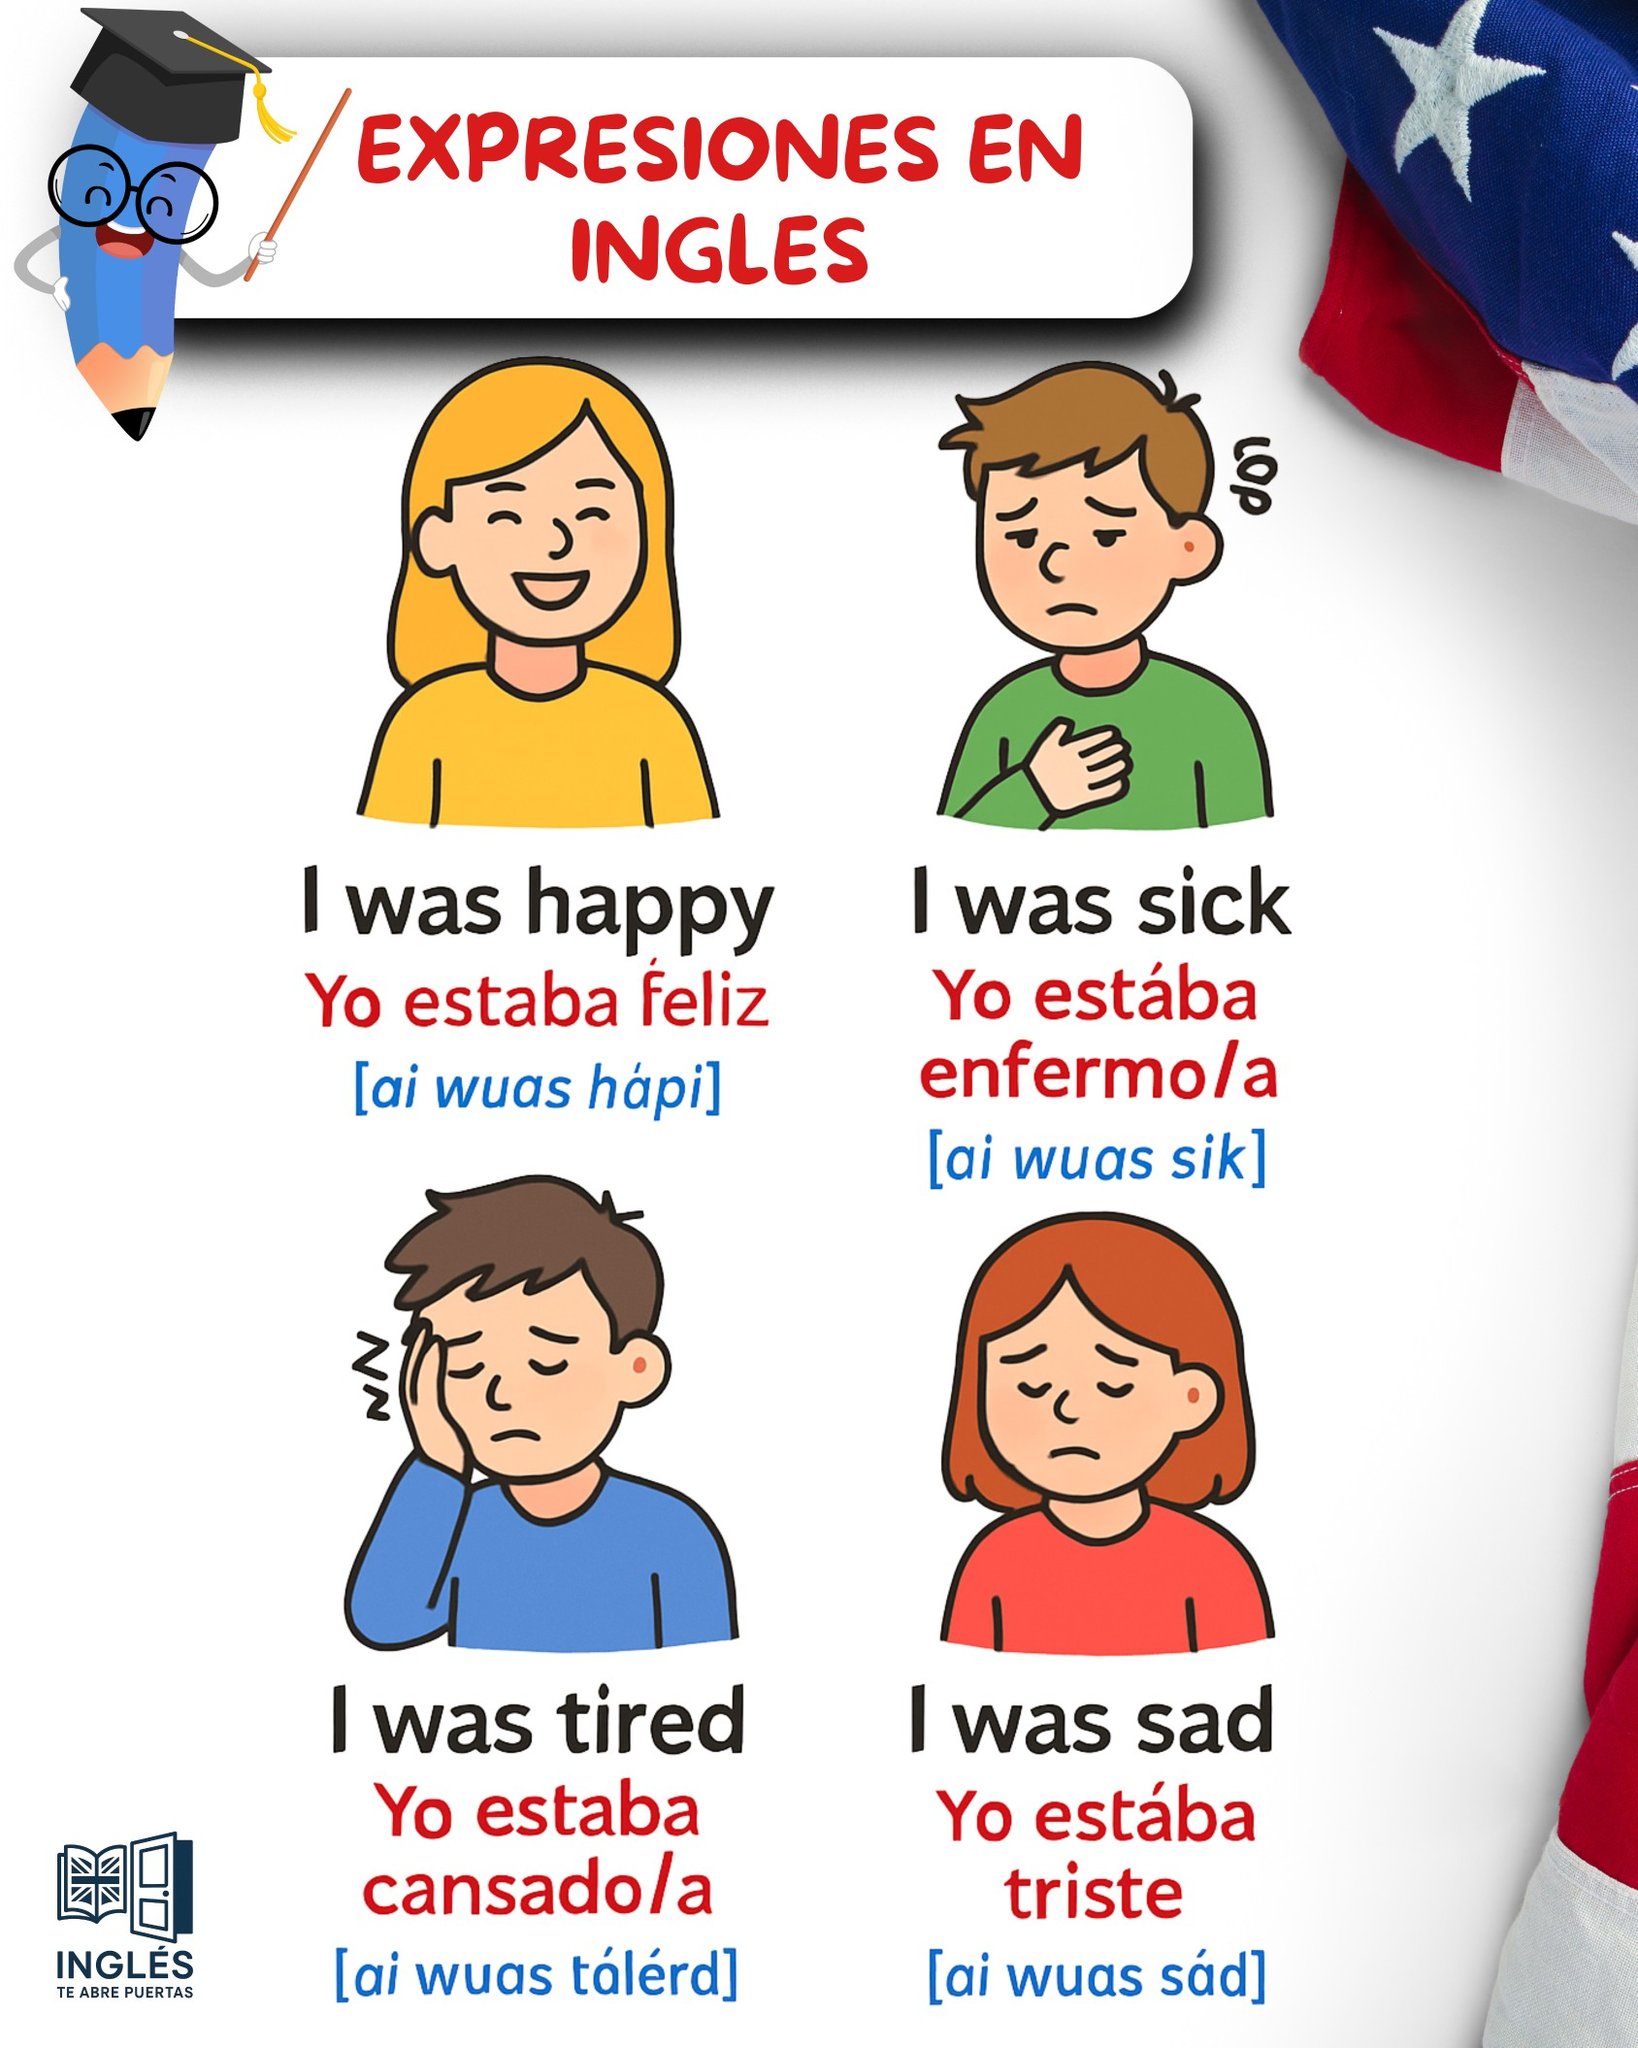 EXPRESIONES EN
INGLES
I was happy
Yo estaba feliz
[ai wuas hápi]
I was sick
Yo estába
enfermo/a
[ai wuas sik]
I was tired
Yo estaba
cansado/a
[ai wuas tálérd]
I was sad
Yo estába
triste
[ai wuas sád]
INGLÉS
TE ABRE PUERTAS